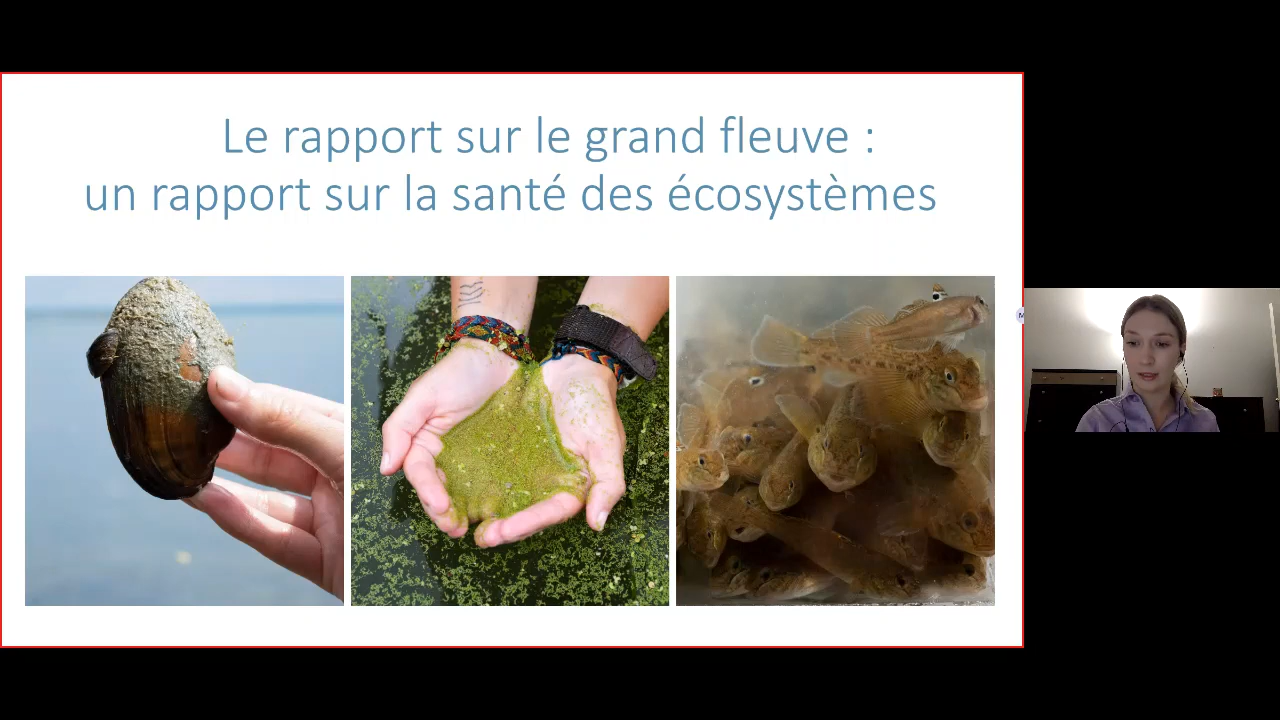 Le rapport sur le grand fleuve :
un rapport sur la santé des écosystèmes